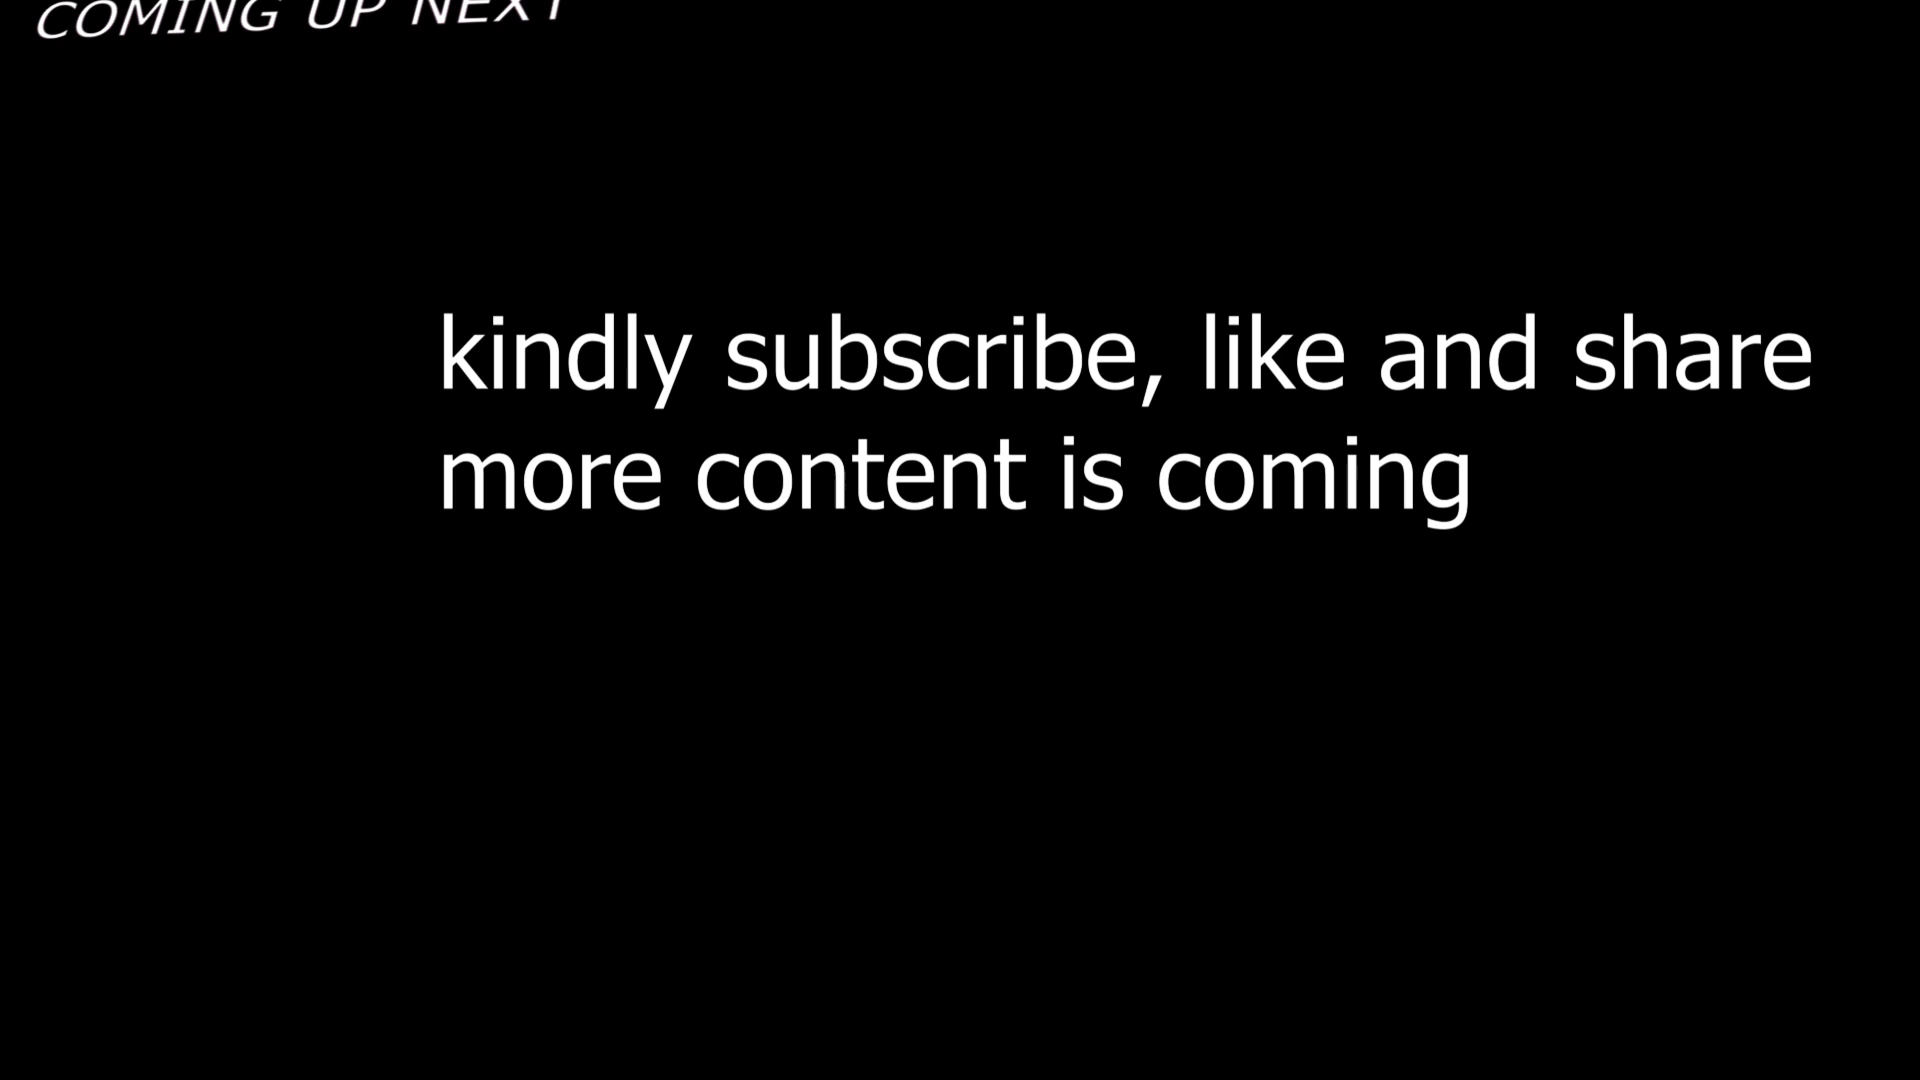 COMING UP NEXT
kindly subscribe, like and share
more content is coming